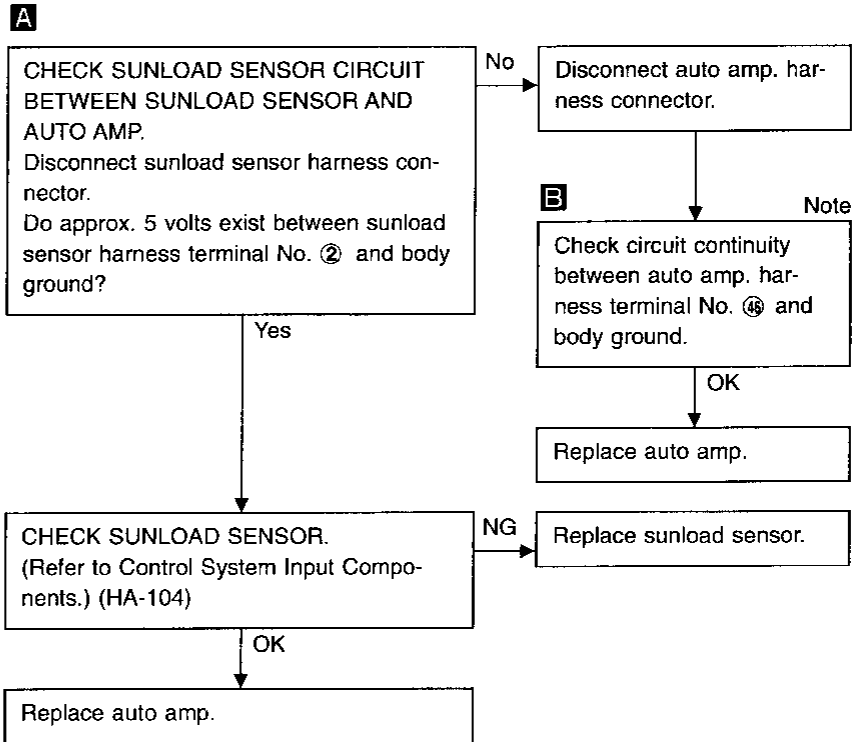 A
CHECK SUNLOAD SENSOR CIRCUIT
BETWEEN SUNLOAD SENSOR AND
AUTO AMP.
Disconnect sunload sensor harness con-
nector.
Do approx. 5 volts exist between sunload
sensor harness terminal No. ② and body
ground?
No
Disconnect auto amp. har-
ness connector.
B
Note
Check circuit continuity
between auto amp. har-
ness terminal No. ㊻ and
body ground.
OK
Replace auto amp.
Yes
CHECK SUNLOAD SENSOR.
(Refer to Control System Input Compo-
nents.) (HA-104)
NG
Replace sunload sensor.
OK
Replace auto amp.